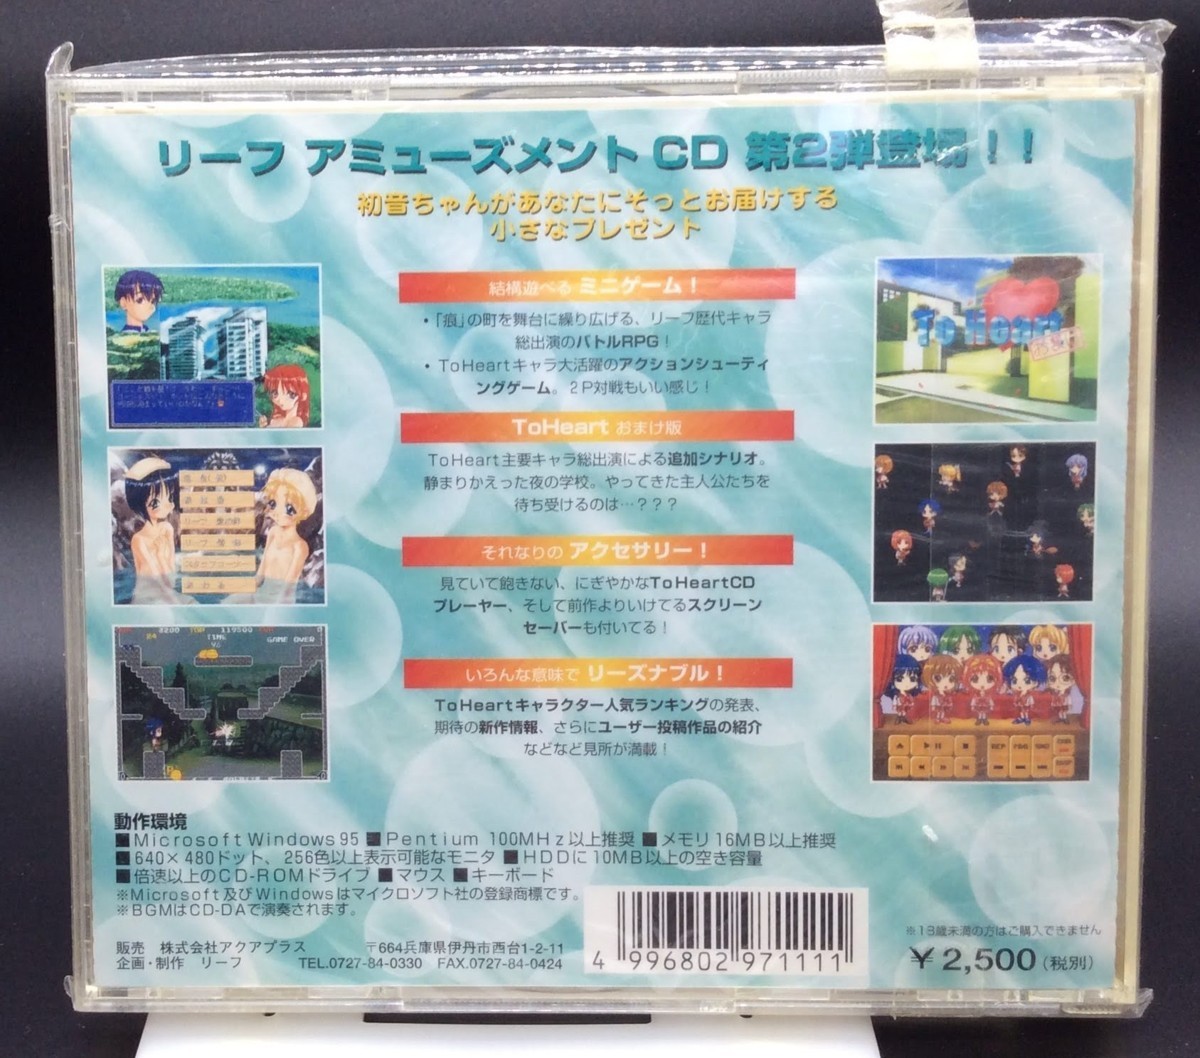 リーフ アミューズメント CD 第2弾登場！！
初音ちゃんがあなたにそっとお届けする
小さなプレゼント
結構遊べる ミニゲーム！
・「痕」の町を舞台に繰り広げる、リーフ歴代キャラ
総出演のバトルRPG！
・ToHeartキャラ大活躍のアクションシューティ
ングゲーム。2P対戦もいい感じ！
ToHeart おまけ版
ToHeart主要キャラ総出演による追加シナリオ。
静まりかえった夜の学校。やってきた主人公たちを
待ち受けるのは…？？？
それなりの アクセサリー！
見ていて飽きない、にぎやかなToHeartCD
プレーヤー、そして前作よりいけてるスクリーン
セーバーも付いてる！
いろんな意味で リーズナブル！
ToHeartキャラクター人気ランキングの発表、
期待の新作情報、さらにユーザー投稿作品の紹介
などなど見所が満載！
To Heart
8200 TOP 119500
TIME
GAME OVER
動作環境
■Microsoft Windows 95 ■Pentium 100MHz以上推奨 ■メモリ16MB以上推奨
■640×480ドット、256色以上表示可能なモニタ ■HDDに10MB以上の空き容量
■倍速以上のCD-ROMドライブ ■マウス ■キーボード
※Microsoft及びWindowsはマイクロソフト社の登録商標です。
※BGMはCD-DAで演奏されます。
販売 株式会社アクアプラス 〒664兵庫県伊丹市西台1-2-11
企画・制作 リーフ TEL.0727-84-0330 FAX.0727-84-0424
4 996802 971111
※18歳未満の方はご購入できません
￥2,500(税別)